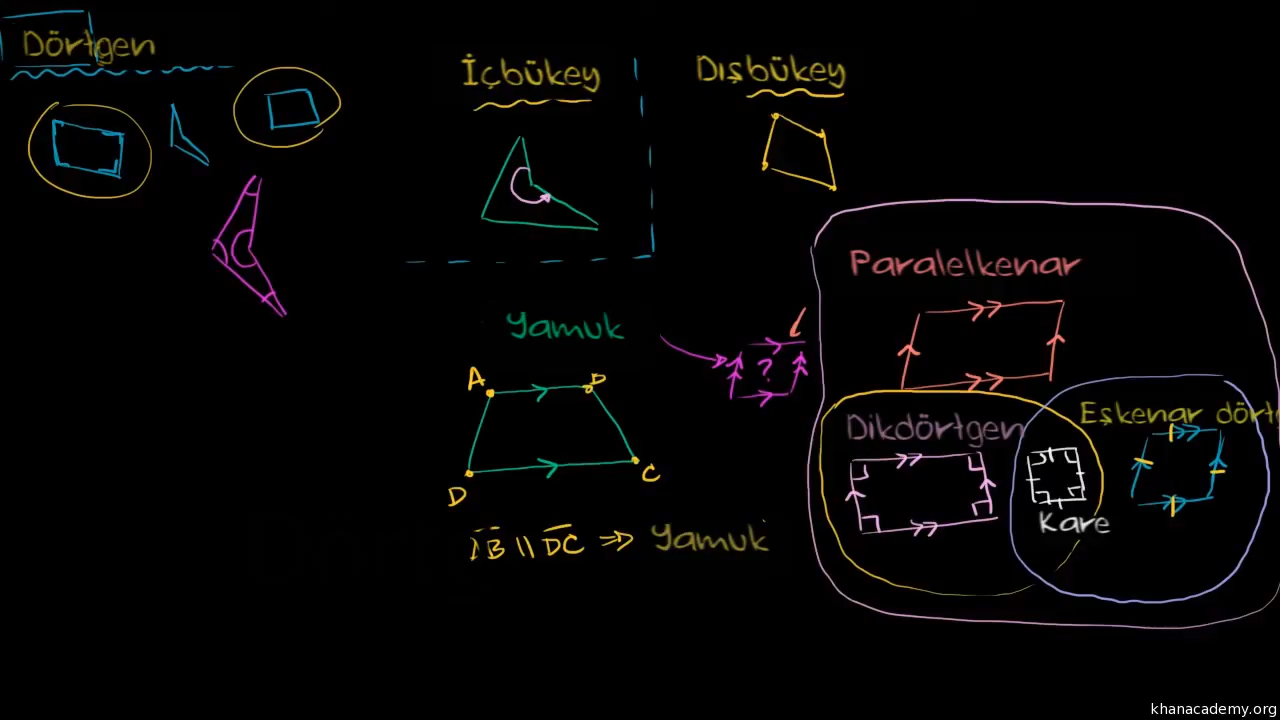 Dörtgen
İçbükey
Dışbükey
Paralelkenar
Yamuk
?
A
B
D
C
Dikdörtgen
Eşkenar dört
Kare
AB || DC ⇒ Yamuk
khanacademy.org